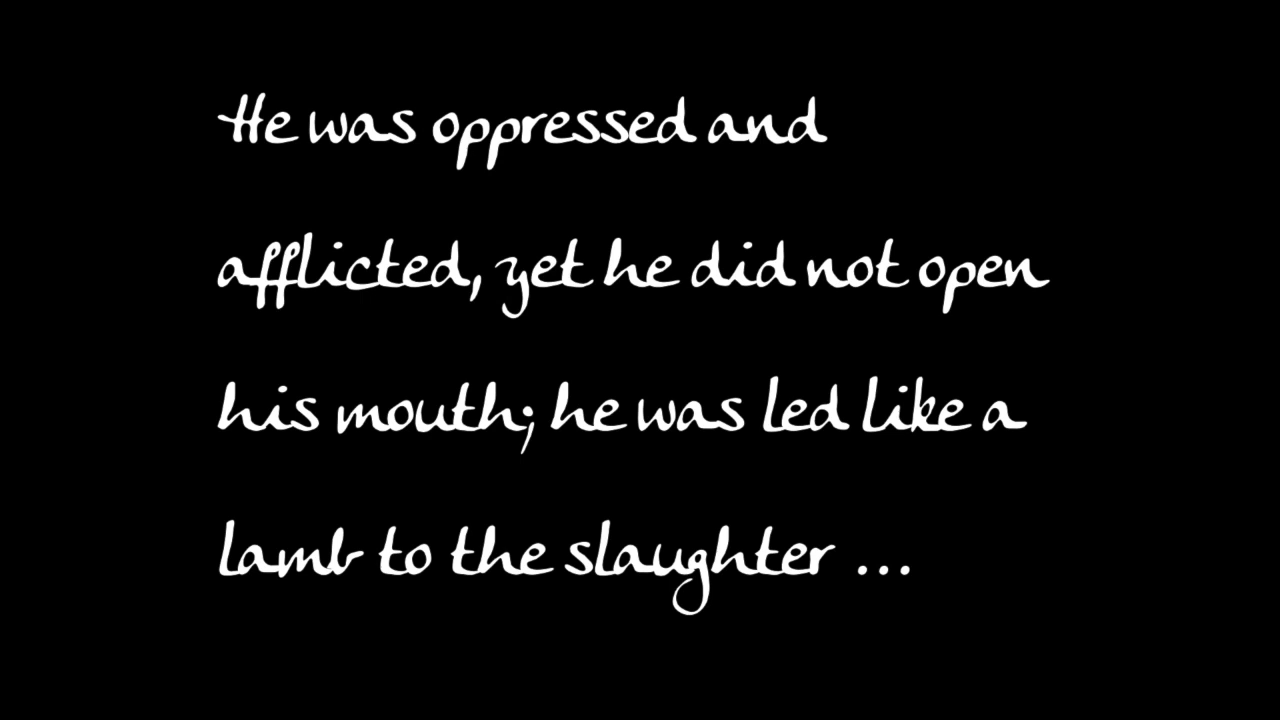 He was oppressed and
afflicted, yet he did not open
his mouth; he was led like a
lamb to the slaughter ...